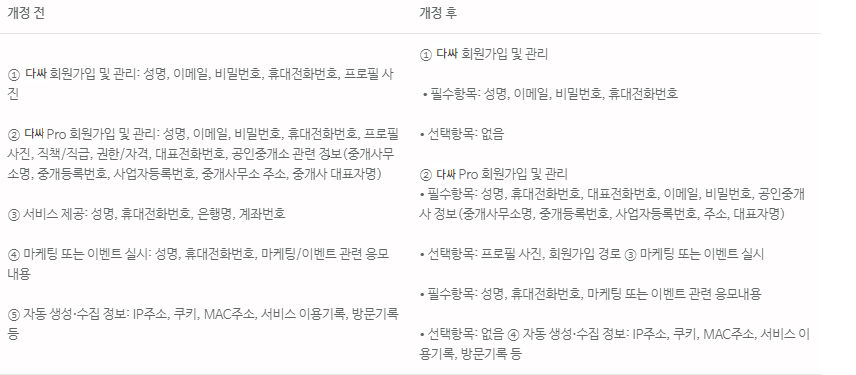 개정 전
① 다싸 회원가입 및 관리: 성명, 이메일, 비밀번호, 휴대전화번호, 프로필 사
진
② 다싸 Pro 회원가입 및 관리: 성명, 이메일, 비밀번호, 휴대전화번호, 프로필
사진, 직책/직급, 권한/자격, 대표전화번호, 공인중개소 관련 정보(중개사무
소명, 중개등록번호, 사업자등록번호, 중개사무소 주소, 중개사 대표자명)
③ 서비스 제공: 성명, 휴대전화번호, 은행명, 계좌번호
④ 마케팅 또는 이벤트 실시: 성명, 휴대전화번호, 마케팅/이벤트 관련 응모
내용
⑤ 자동 생성·수집 정보: IP주소, 쿠키, MAC주소, 서비스 이용기록, 방문기록
등
개정 후
① 다싸 회원가입 및 관리
• 필수항목: 성명, 이메일, 비밀번호, 휴대전화번호
• 선택항목: 없음
② 다싸 Pro 회원가입 및 관리
• 필수항목: 성명, 휴대전화번호, 대표전화번호, 이메일, 비밀번호, 공인중개
사 정보(중개사무소명, 중개등록번호, 사업자등록번호, 주소, 대표자명)
• 선택항목: 프로필 사진, 회원가입 경로 ③ 마케팅 또는 이벤트 실시
• 필수항목: 성명, 휴대전화번호, 마케팅 또는 이벤트 관련 응모내용
• 선택항목: 없음 ④ 자동 생성·수집 정보: IP주소, 쿠키, MAC주소, 서비스 이
용기록, 방문기록 등